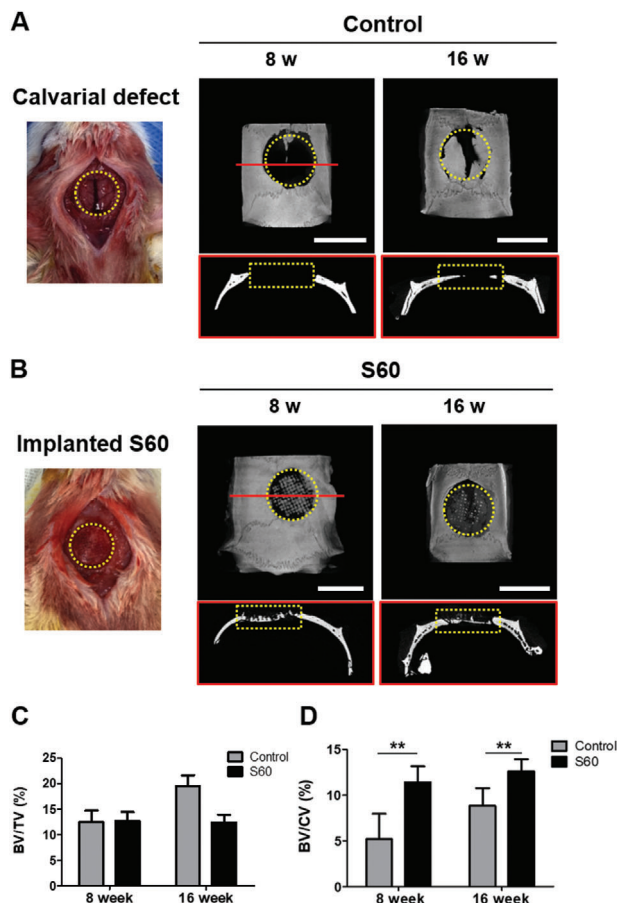 A
Control
8 w
16 w
Calvarial defect
B
S60
8 w
16 w
Implanted S60
C
D
Control
S60
BV/TV (%)
25
20
15
10
5
0
8 week
16 week
**
**
Control
S60
BV/CV (%)
15
10
5
0
8 week
16 week